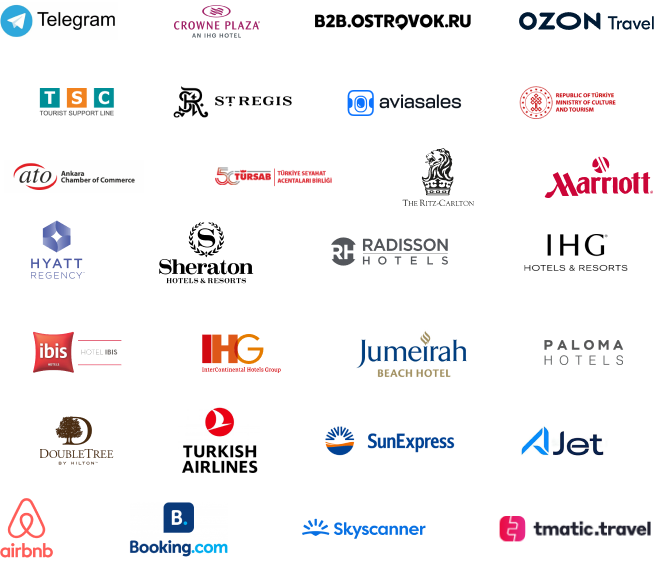 Telegram
CROWNE PLAZA
AN IHG HOTEL
B2B.OSTROVOK.RU
OZON Travel
TSC
TOURIST SUPPORT LINE
ST REGIS
aviasales
REPUBLIC OF TÜRKİYE
MINISTRY OF CULTURE
AND TOURISM
ato Ankara
Chamber of Commerce
TÜRSAB
TÜRKİYE SEYAHAT
ACENTALARI BİRLİĞİ
THE RITZ-CARLTON
Marriott
HYATT
REGENCY
S
Sheraton
HOTELS & RESORTS
RH RADISSON
HOTELS
IHG
HOTELS & RESORTS
ibis
HOTELS
HOTEL IBIS
IHG
InterContinental Hotels Group
Jumeirah
BEACH HOTEL
PALOMA
HOTELS
DOUBLETREE
BY HILTON
TURKISH
AIRLINES
SunExpress
AJet
airbnb
B.
Booking.com
Skyscanner
tmatic.travel